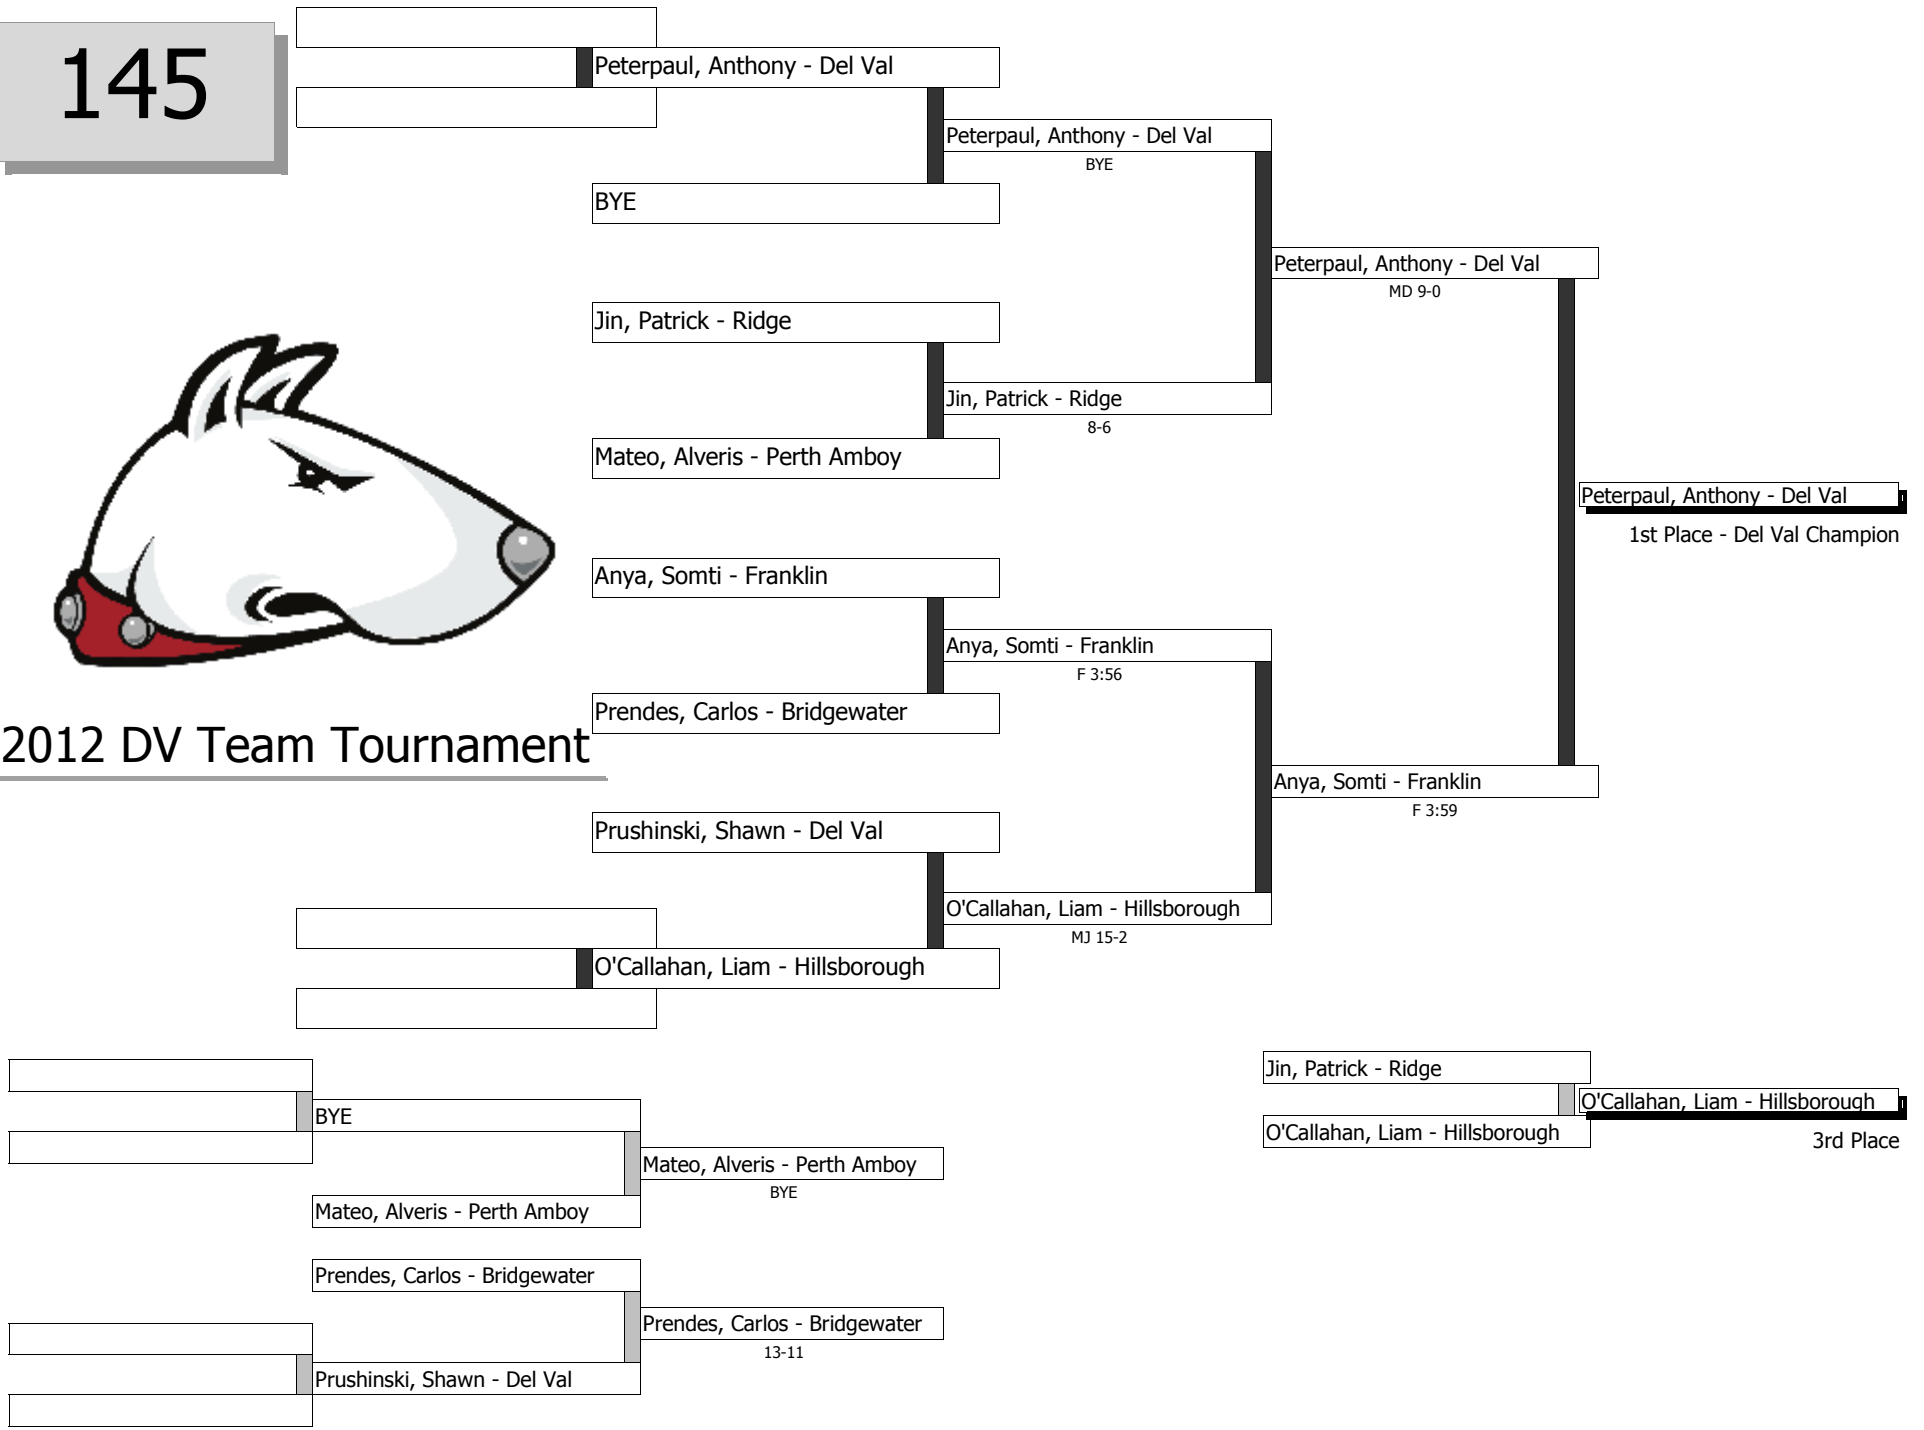 145
Peterpaul, Anthony - Del Val
Peterpaul, Anthony - Del Val
BYE
BYE
Peterpaul, Anthony - Del Val
MD 9-0
Jin, Patrick - Ridge
Jin, Patrick - Ridge
8-6
Mateo, Alveris - Perth Amboy
Peterpaul, Anthony - Del Val
1st Place - Del Val Champion
Anya, Somti - Franklin
Anya, Somti - Franklin
F 3:56
Prendes, Carlos - Bridgewater
2012 DV Team Tournament
Anya, Somti - Franklin
F 3:59
Prushinski, Shawn - Del Val
O'Callahan, Liam - Hillsborough
MJ 15-2
O'Callahan, Liam - Hillsborough
Jin, Patrick - Ridge
O'Callahan, Liam - Hillsborough
O'Callahan, Liam - Hillsborough
3rd Place
BYE
Mateo, Alveris - Perth Amboy
BYE
Mateo, Alveris - Perth Amboy
Prendes, Carlos - Bridgewater
Prendes, Carlos - Bridgewater
13-11
Prushinski, Shawn - Del Val